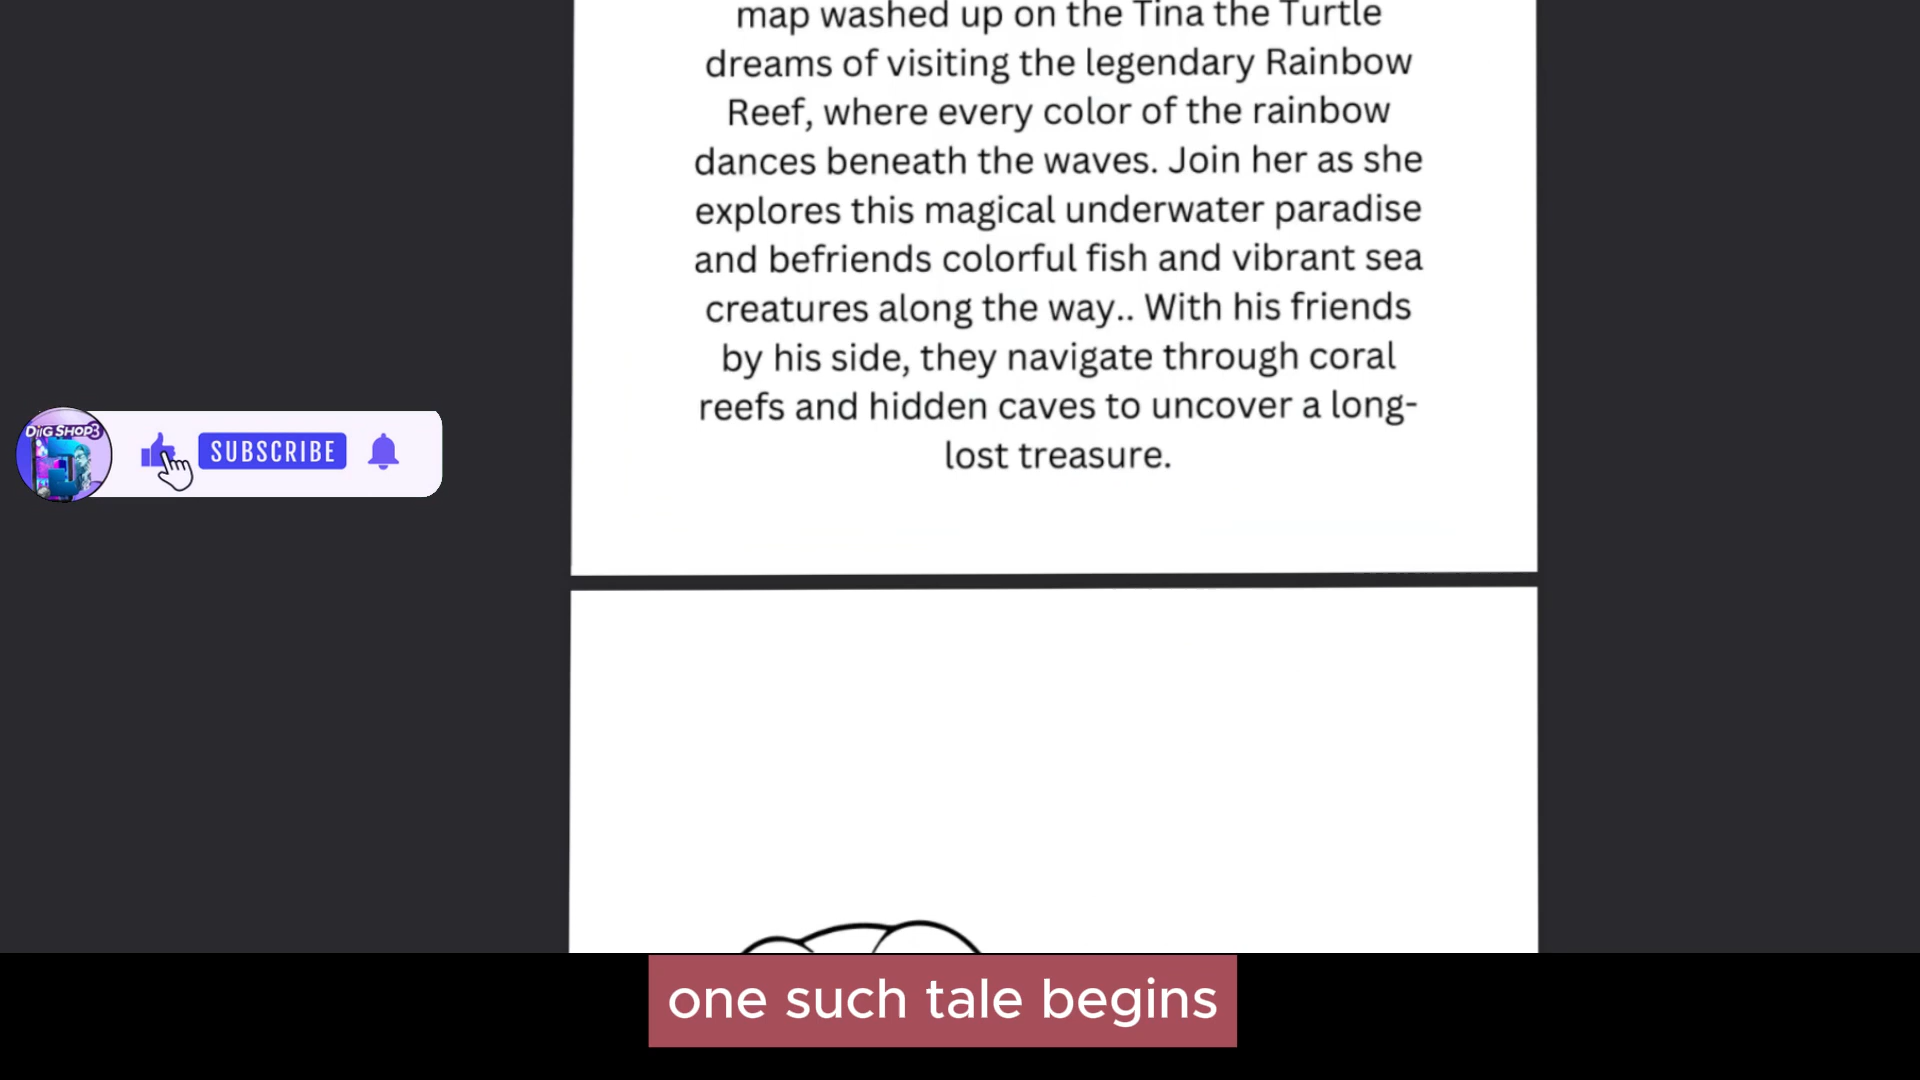 map washed up on the Tina the Turtle
dreams of visiting the legendary Rainbow
Reef, where every color of the rainbow
dances beneath the waves. Join her as she
explores this magical underwater paradise
and befriends colorful fish and vibrant sea
creatures along the way.. With his friends
by his side, they navigate through coral
reefs and hidden caves to uncover a long-
lost treasure.
DJIG SHOP3
SUBSCRIBE
one such tale begins